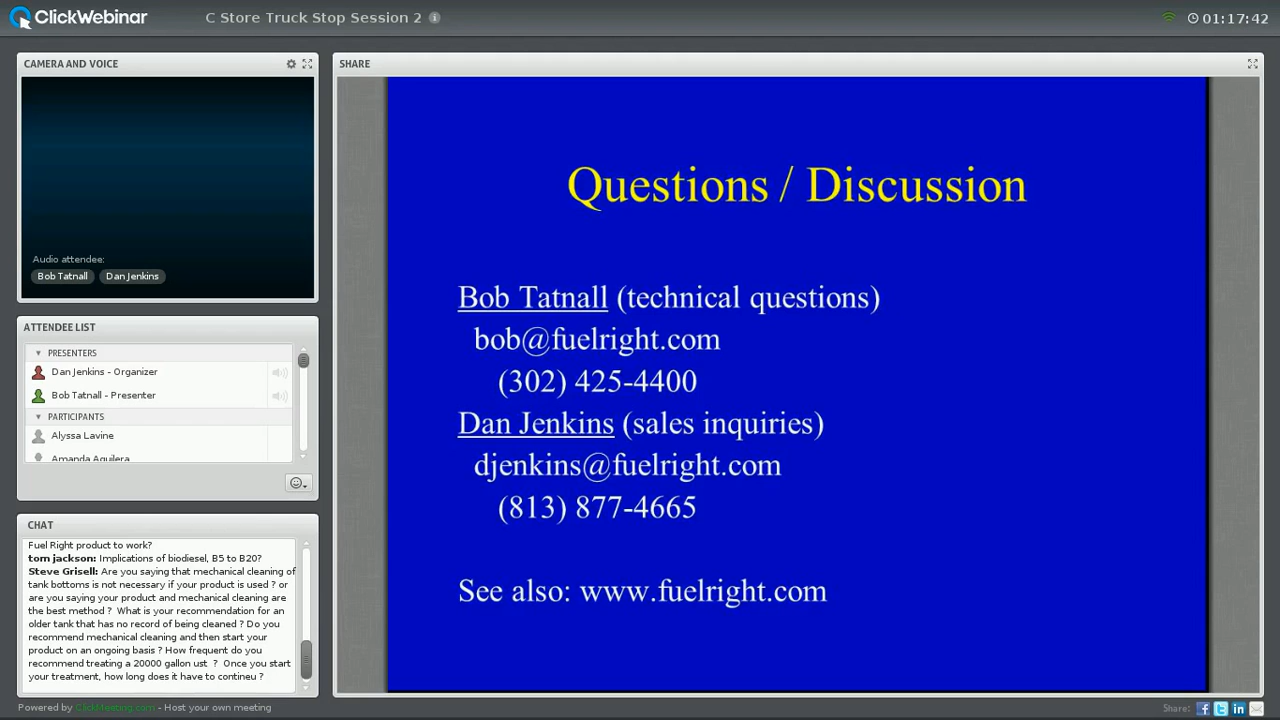 ClickWebinar
C Store Truck Stop Session 2
01:17:42
CAMERA AND VOICE
Audio attendee:
Bob Tatnall Dan Jenkins
ATTENDEE LIST
PRESENTERS
Dan Jenkins - Organizer
Bob Tatnall - Presenter
PARTICIPANTS
Alyssa Lavine
Amanda Aguilera
CHAT
Fuel Right product to work?
tom jackson: Implications of biodiesel, B5 to B20?
Steve Grisell: Are you saying that mechanical cleaning of
tank bottoms is not necessary if your product is used ? or
are you saying your product and mechanical cleaning are
the best method ? What is your recommendation for an
older tank that has no record of being cleaned ? Do you
recommend mechanical cleaning and then start your
product on an ongoing basis ? How frequent do you
recommend treating a 20000 gallon ust ? Once you start
your treatment, how long does it have to contineu ?
SHARE
Questions / Discussion
Bob Tatnall (technical questions)
bob@fuelright.com
(302) 425-4400
Dan Jenkins (sales inquiries)
djenkins@fuelright.com
(813) 877-4665
See also: www.fuelright.com
Powered by ClickMeeting.com - Host your own meeting
Share: